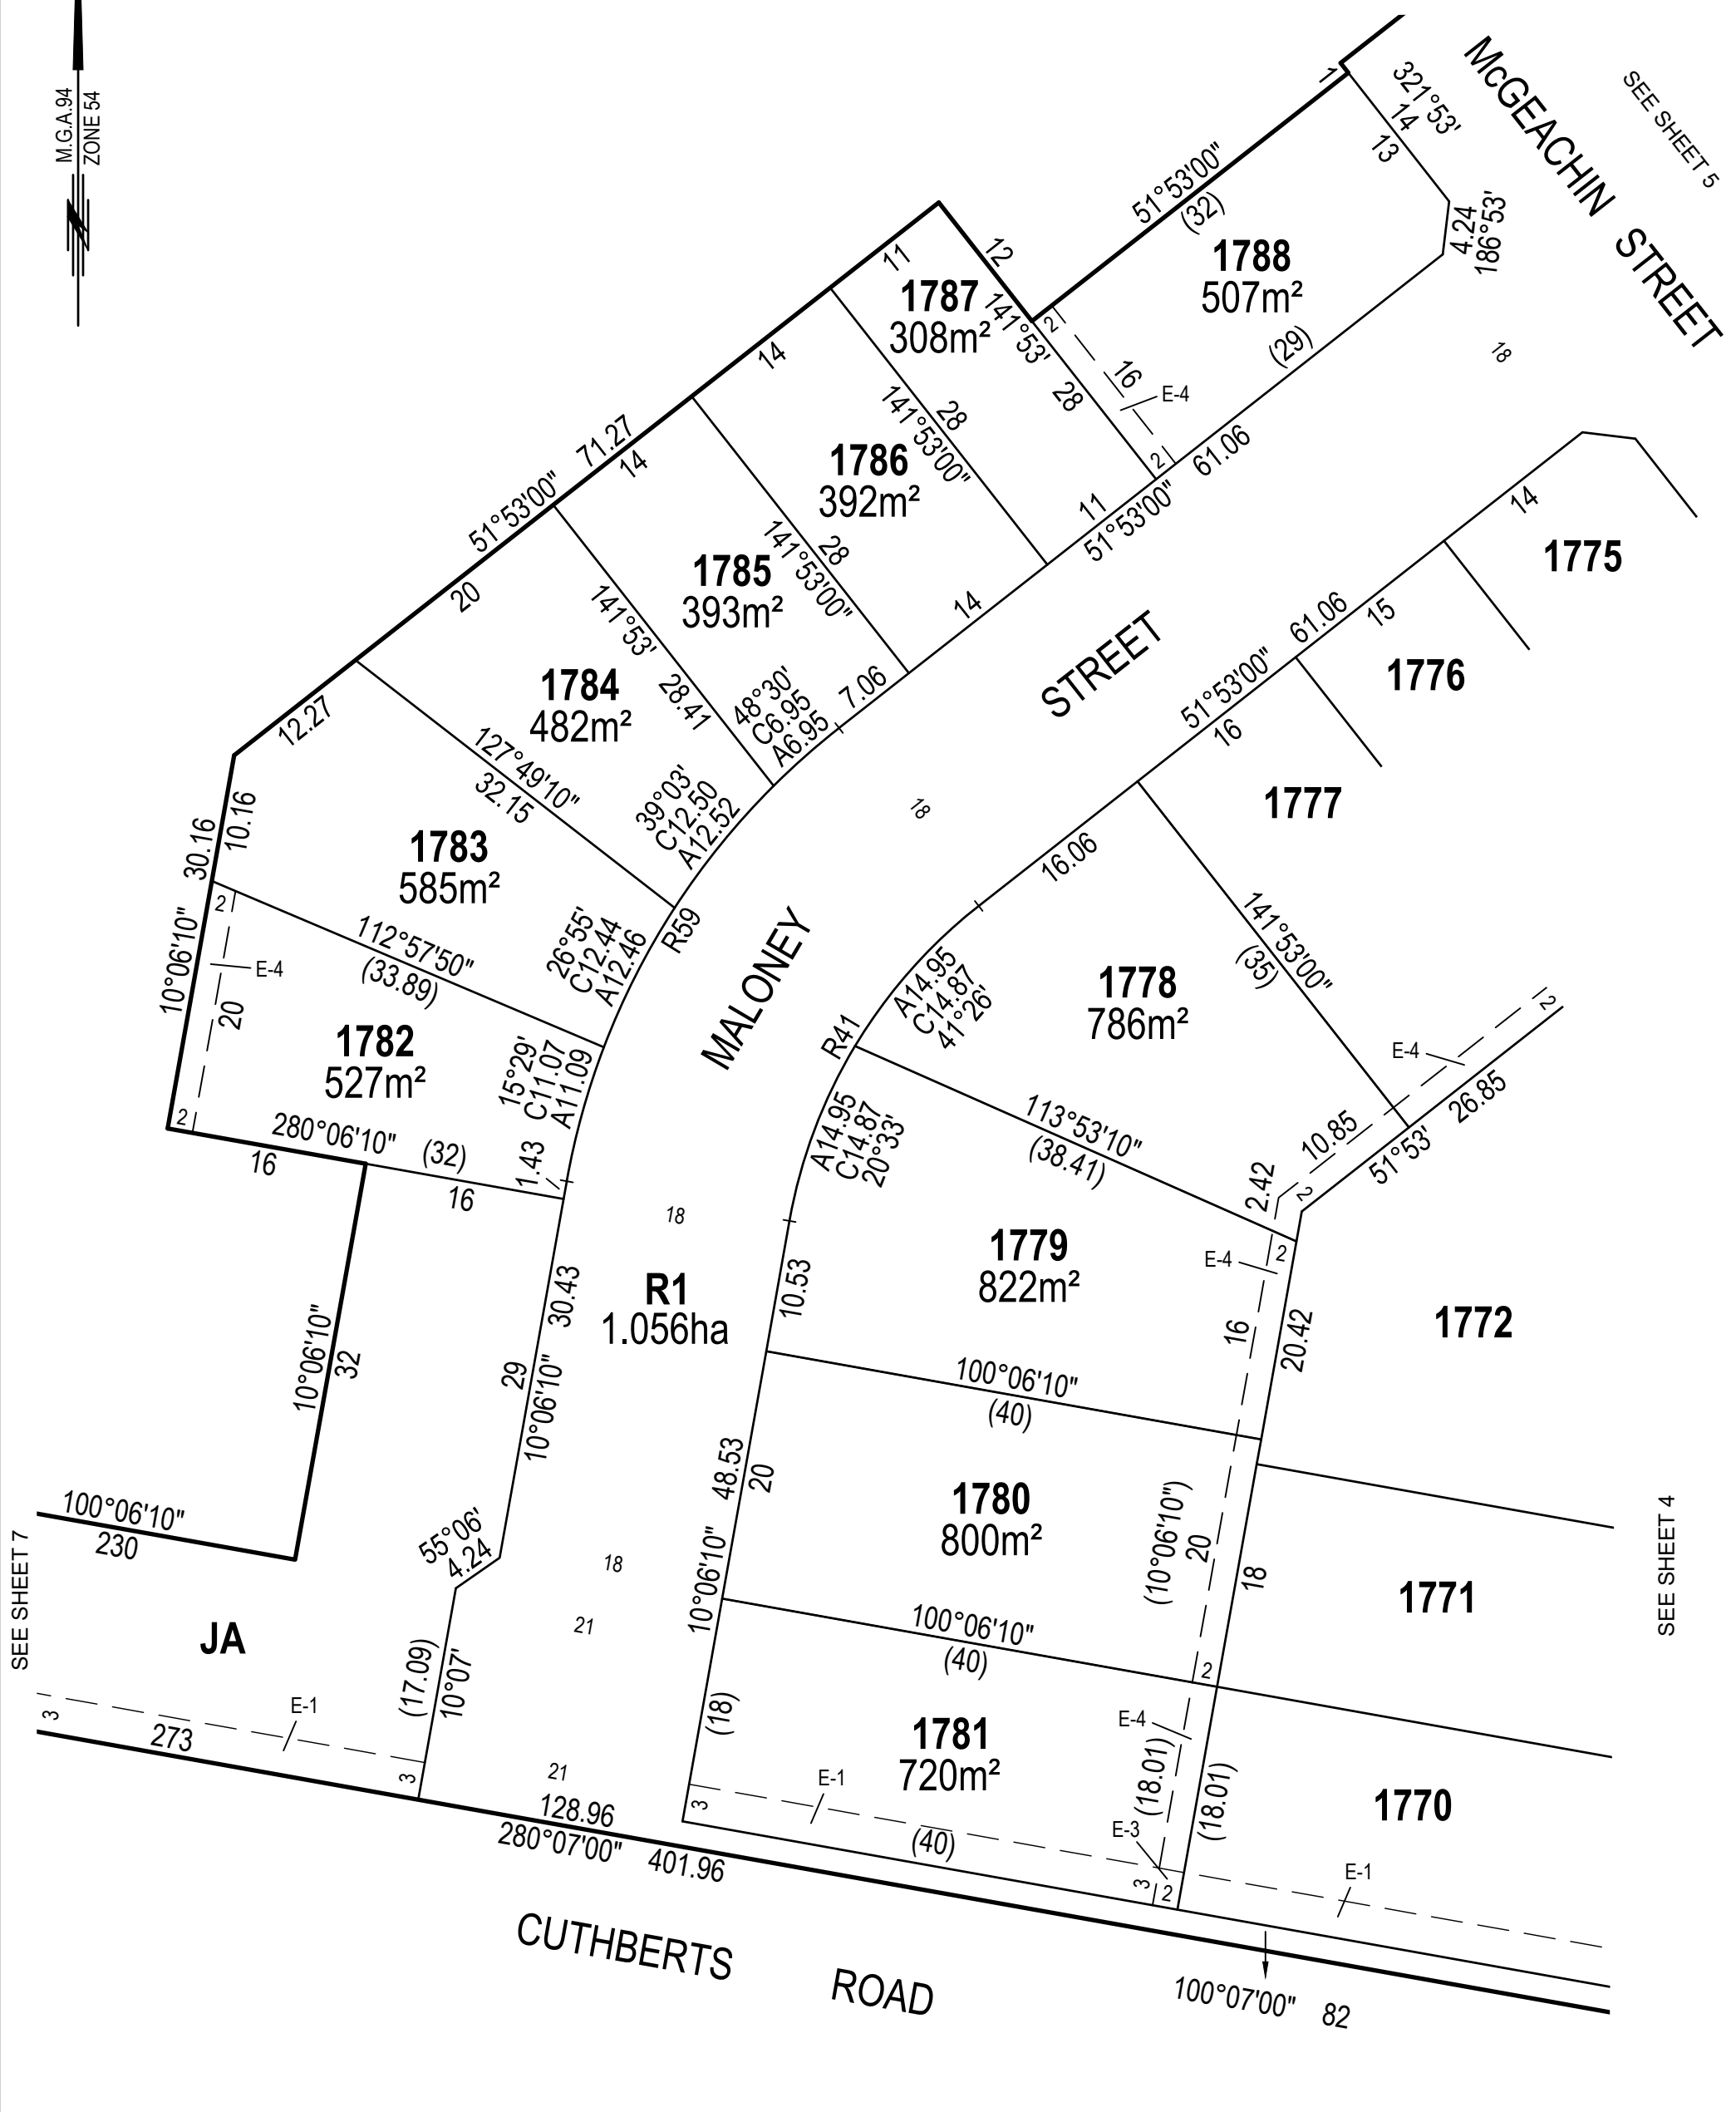 M.G.A.94
ZONE 54
McGEACHIN STREET
SEE SHEET 5
321°53'
14
13
1
51°53'00"
(32)
4.24
186°53'
1788
507m²
(29)
18
12
141°53'
28
2
16
E-4
2
61.06
11
1787
308m²
14
28
141°53'00"
11
51°53'00"
1786
392m²
71.27
14
51°53'00"
28
141°53'00"
14
1785
393m²
20
141°53'
28.41
48°30'
C6.95
A6.95
7.06
1784
482m²
12.27
127°49'10"
32.15
39°03'
C12.50
A12.52
10.16
30.16
1783
585m²
R59
26°55'
C12.44
A12.46
112°57'50"
(33.89)
2
E-4
20
10°06'10"
1782
527m²
15°29'
C11.07
A11.09
2
280°06'10"
(32)
1.43
16
16
STREET
MALONEY
18
14
1775
61.06
15
1776
51°53'00"
16
1777
16.06
141°53'00"
(35)
A14.95
C14.87
41°26'
1778
786m²
R41
2
E-4
26.85
10.85
51°53'
2
2.42
113°53'10"
(38.41)
A14.95
C14.87
20°33'
18
1779
822m²
E-4
2
16
20.42
1772
10.53
R1
1.056ha
30.43
29
10°06'10"
10°06'10"
32
100°06'10"
(40)
48.53
20
1780
800m²
(10°06'10")
20
18
1771
SEE SHEET 4
100°06'10"
230
SEE SHEET 7
55°06'
4.24
18
21
10°06'10"
100°06'10"
(40)
2
JA
(17.09)
10°07'
(18)
1781
720m²
E-4
(18.01)
(18.01)
1770
E-1
3
273
3
21
128.96
280°07'00"
401.96
3
E-1
(40)
E-3
3
2
E-1
CUTHBERTS ROAD
100°07'00"
82